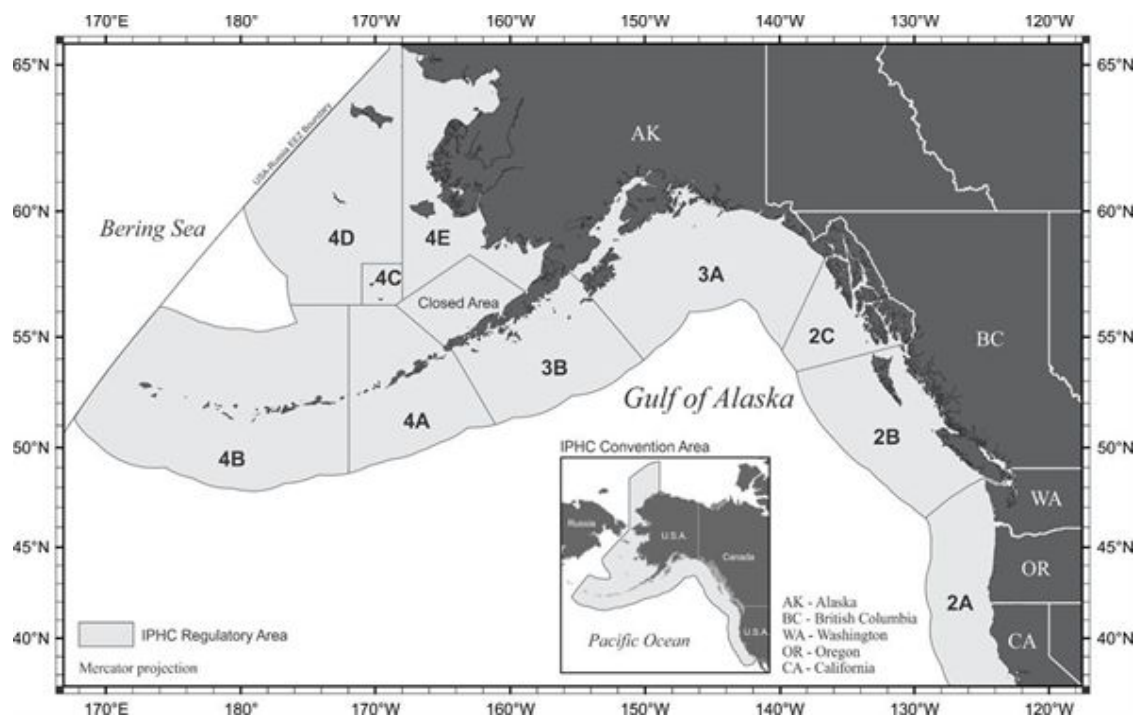 170°E 180° 170°W 160°W 150°W 140°W 130°W 120°W
65°N 65°N
USA-Russia EEZ Boundary
AK
60°N 60°N
Bering Sea
4D 4E
4C 3A
Closed Area
55°N 55°N
2C BC
3B
Gulf of Alaska
4A
2B
50°N 50°N
4B
IPHC Convention Area
WA
Russia U.S.A. Canada
45°N 45°N
OR
2A
AK - Alaska
BC - British Columbia
WA - Washington
OR - Oregon
CA - California
U.S.A.
Pacific Ocean
IPHC Regulatory Area
40°N 40°N
CA
Mercator projection
170°E 180° 170°W 160°W 150°W 140°W 130°W 120°W